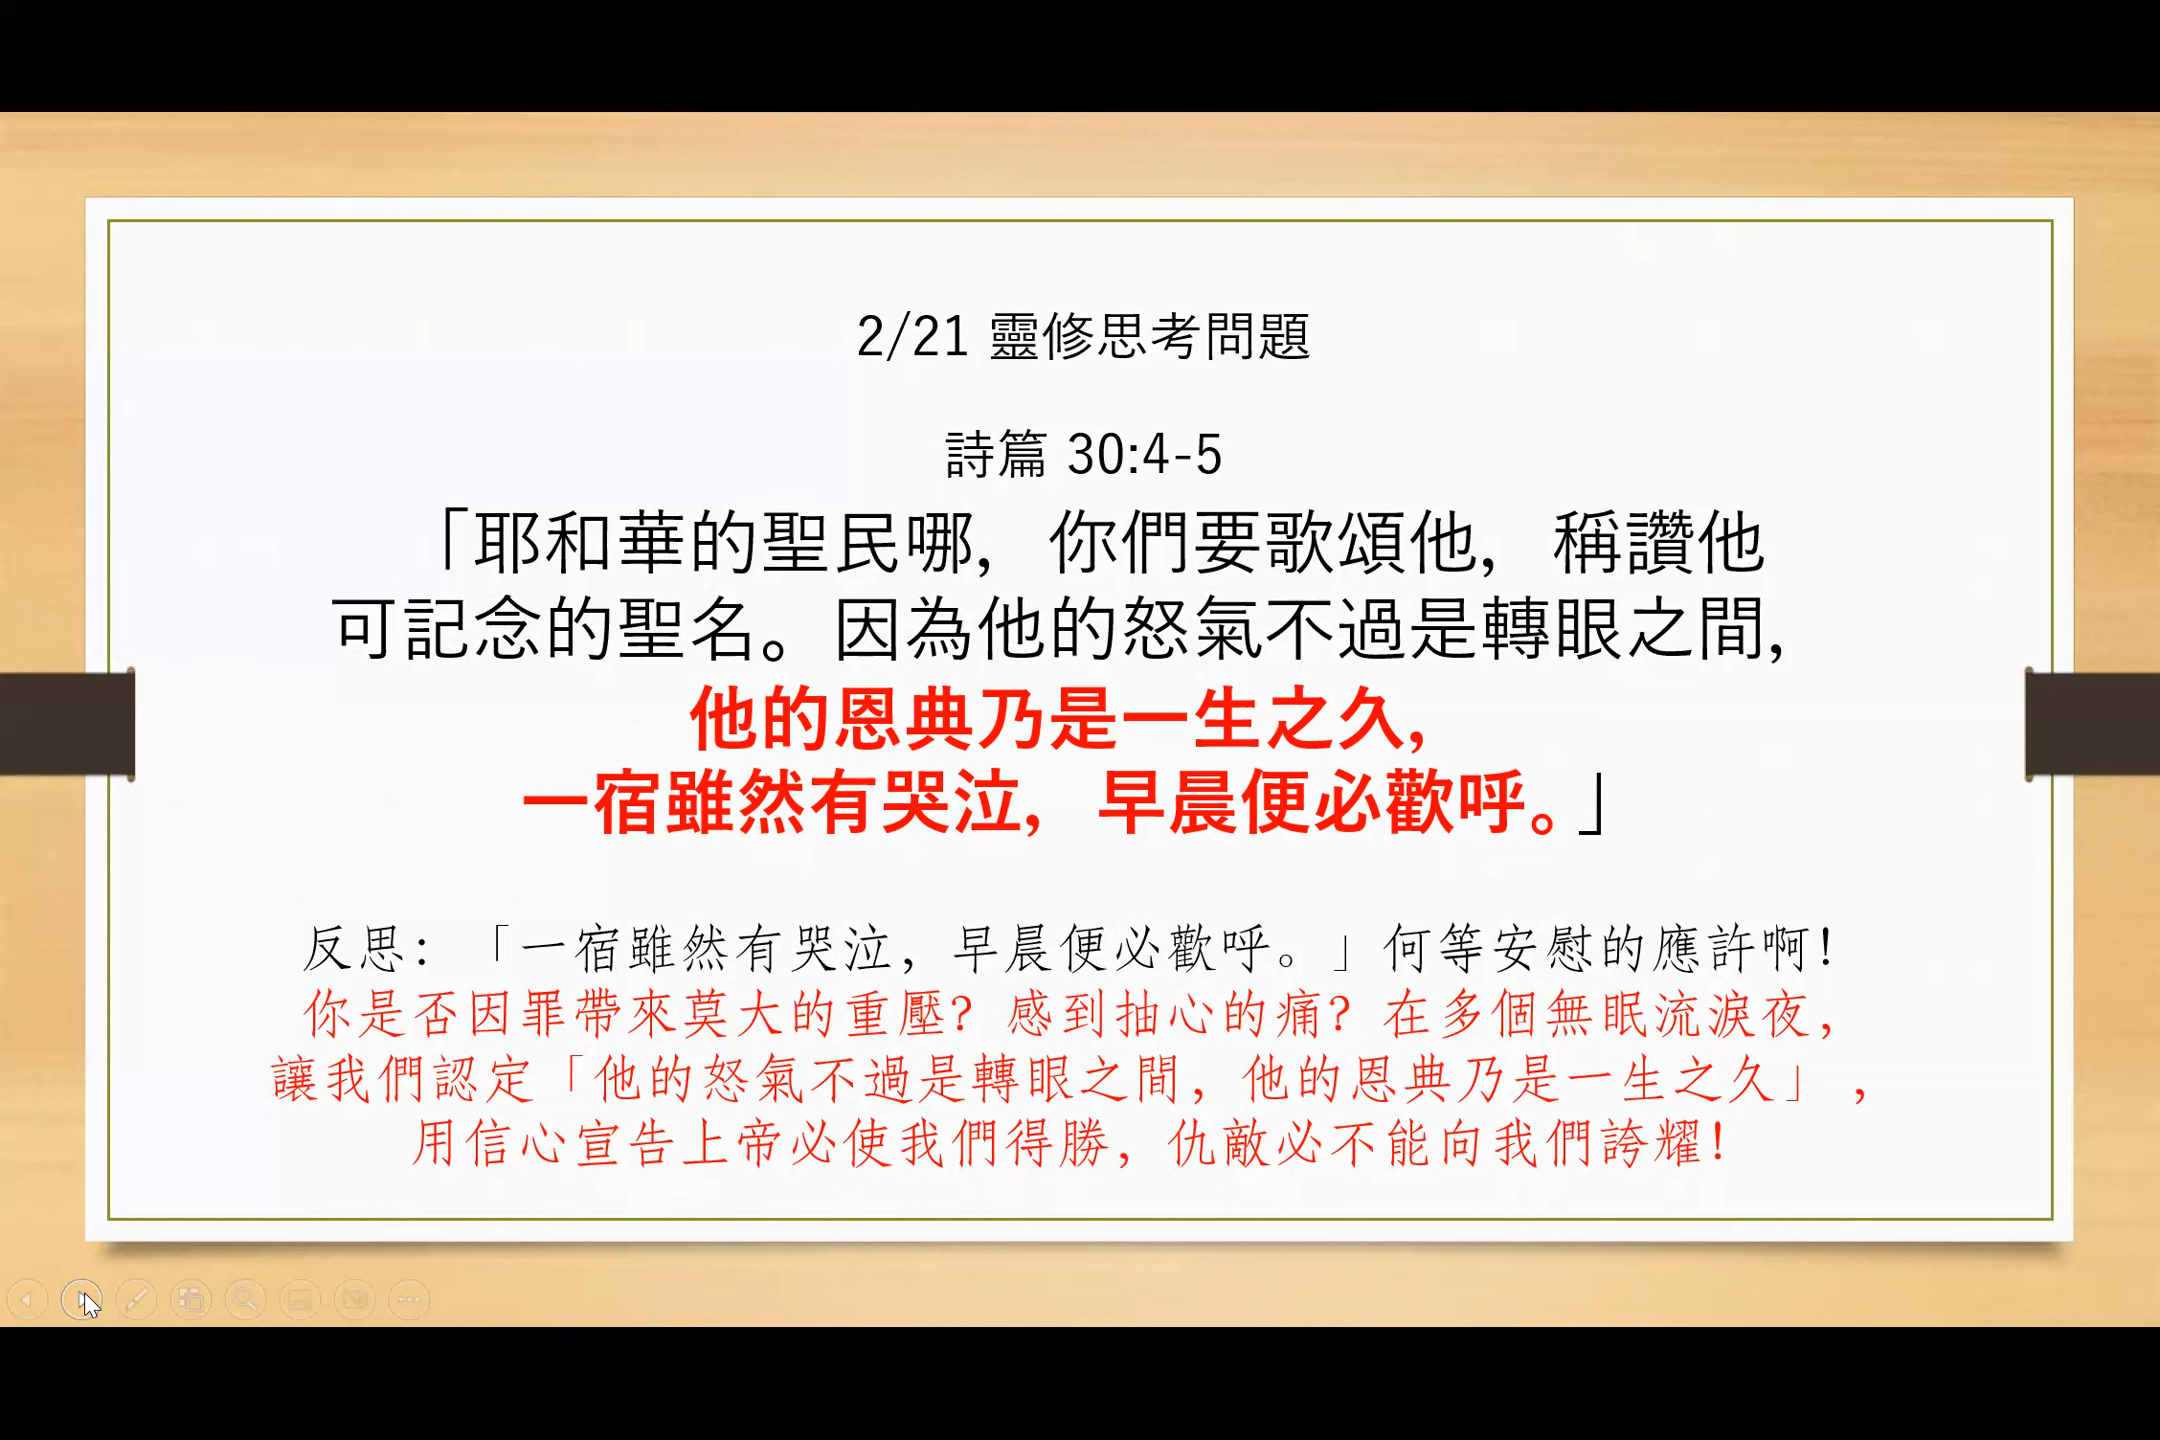 2/21 靈修思考問題
詩篇 30:4-5
「耶和華的聖民哪，你們要歌頌他，稱讚他
可記念的聖名。因為他的怒氣不過是轉眼之間，
他的恩典乃是一生之久，
一宿雖然有哭泣，早晨便必歡呼。」
反思：「一宿雖然有哭泣，早晨便必歡呼。」何等安慰的應許啊！
你是否因罪帶來莫大的重壓？感到抽心的痛？在多個無眠流淚夜，
讓我們認定「他的怒氣不過是轉眼之間，他的恩典乃是一生之久」，
用信心宣告上帝必使我們得勝，仇敵必不能向我們誇耀！